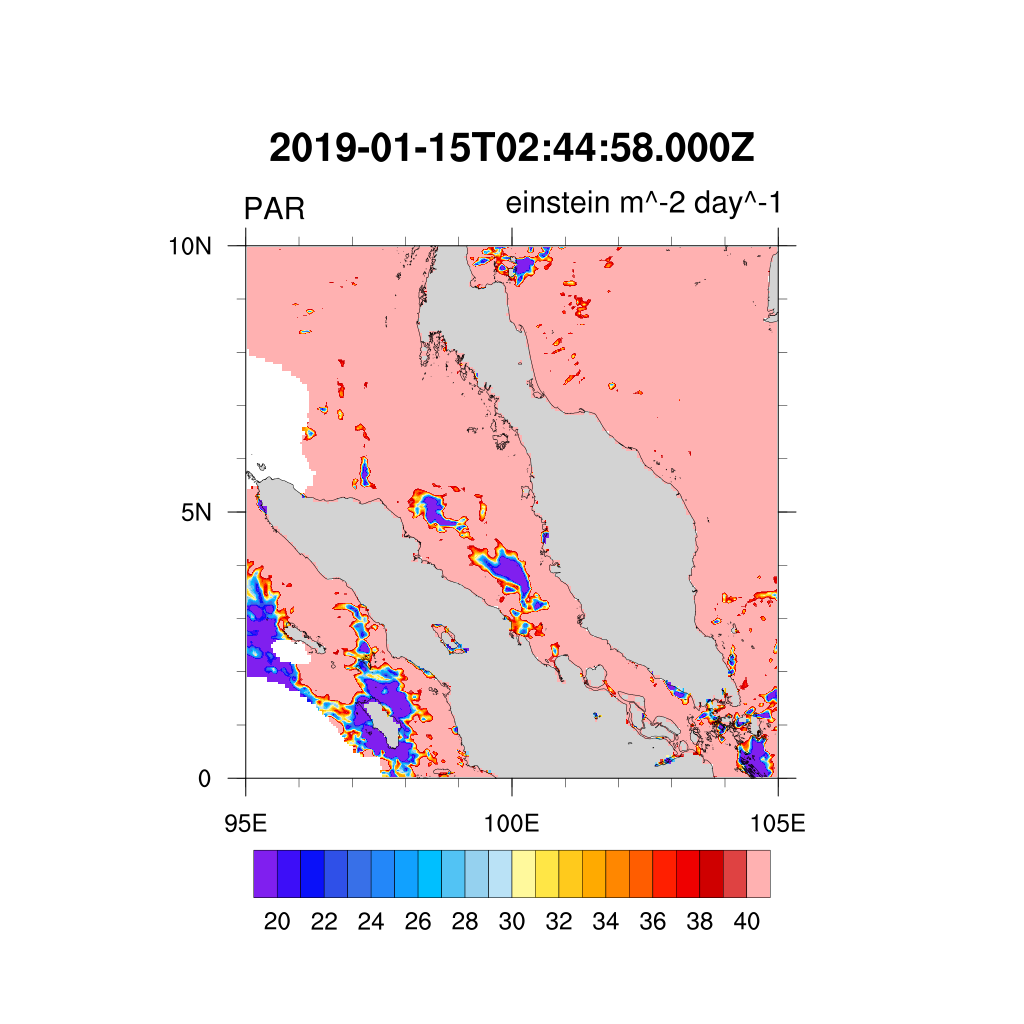 2019-01-15T02:44:58.000Z
PAR einstein m^-2 day^-1
10N
5N
0
95E 100E 105E
20 22 24 26 28 30 32 34 36 38 40